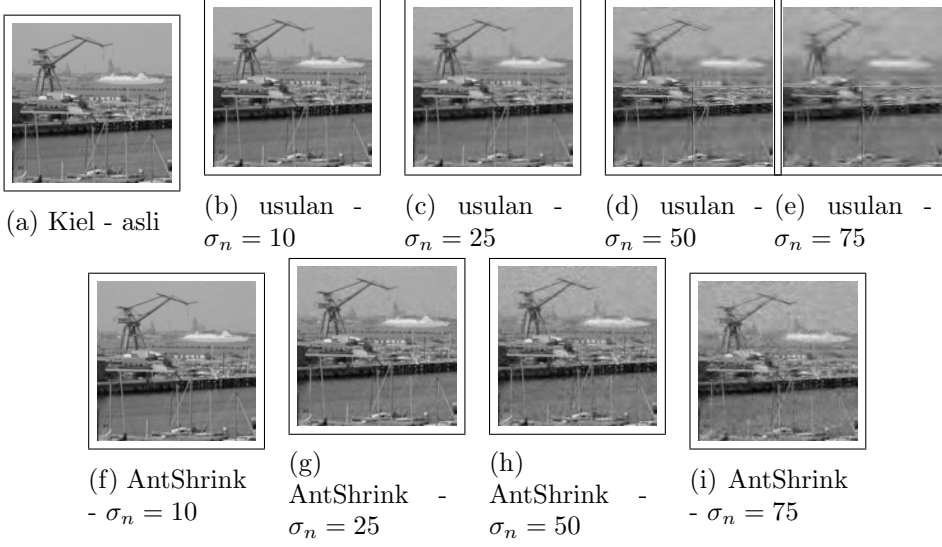 (a) Kiel - asli
(b) usulan -
σn = 10
(c) usulan -
σn = 25
(d) usulan -
σn = 50
(e) usulan -
σn = 75
(f) AntShrink
- σn = 10
(g)
AntShrink -
σn = 25
(h)
AntShrink -
σn = 50
(i) AntShrink
- σn = 75